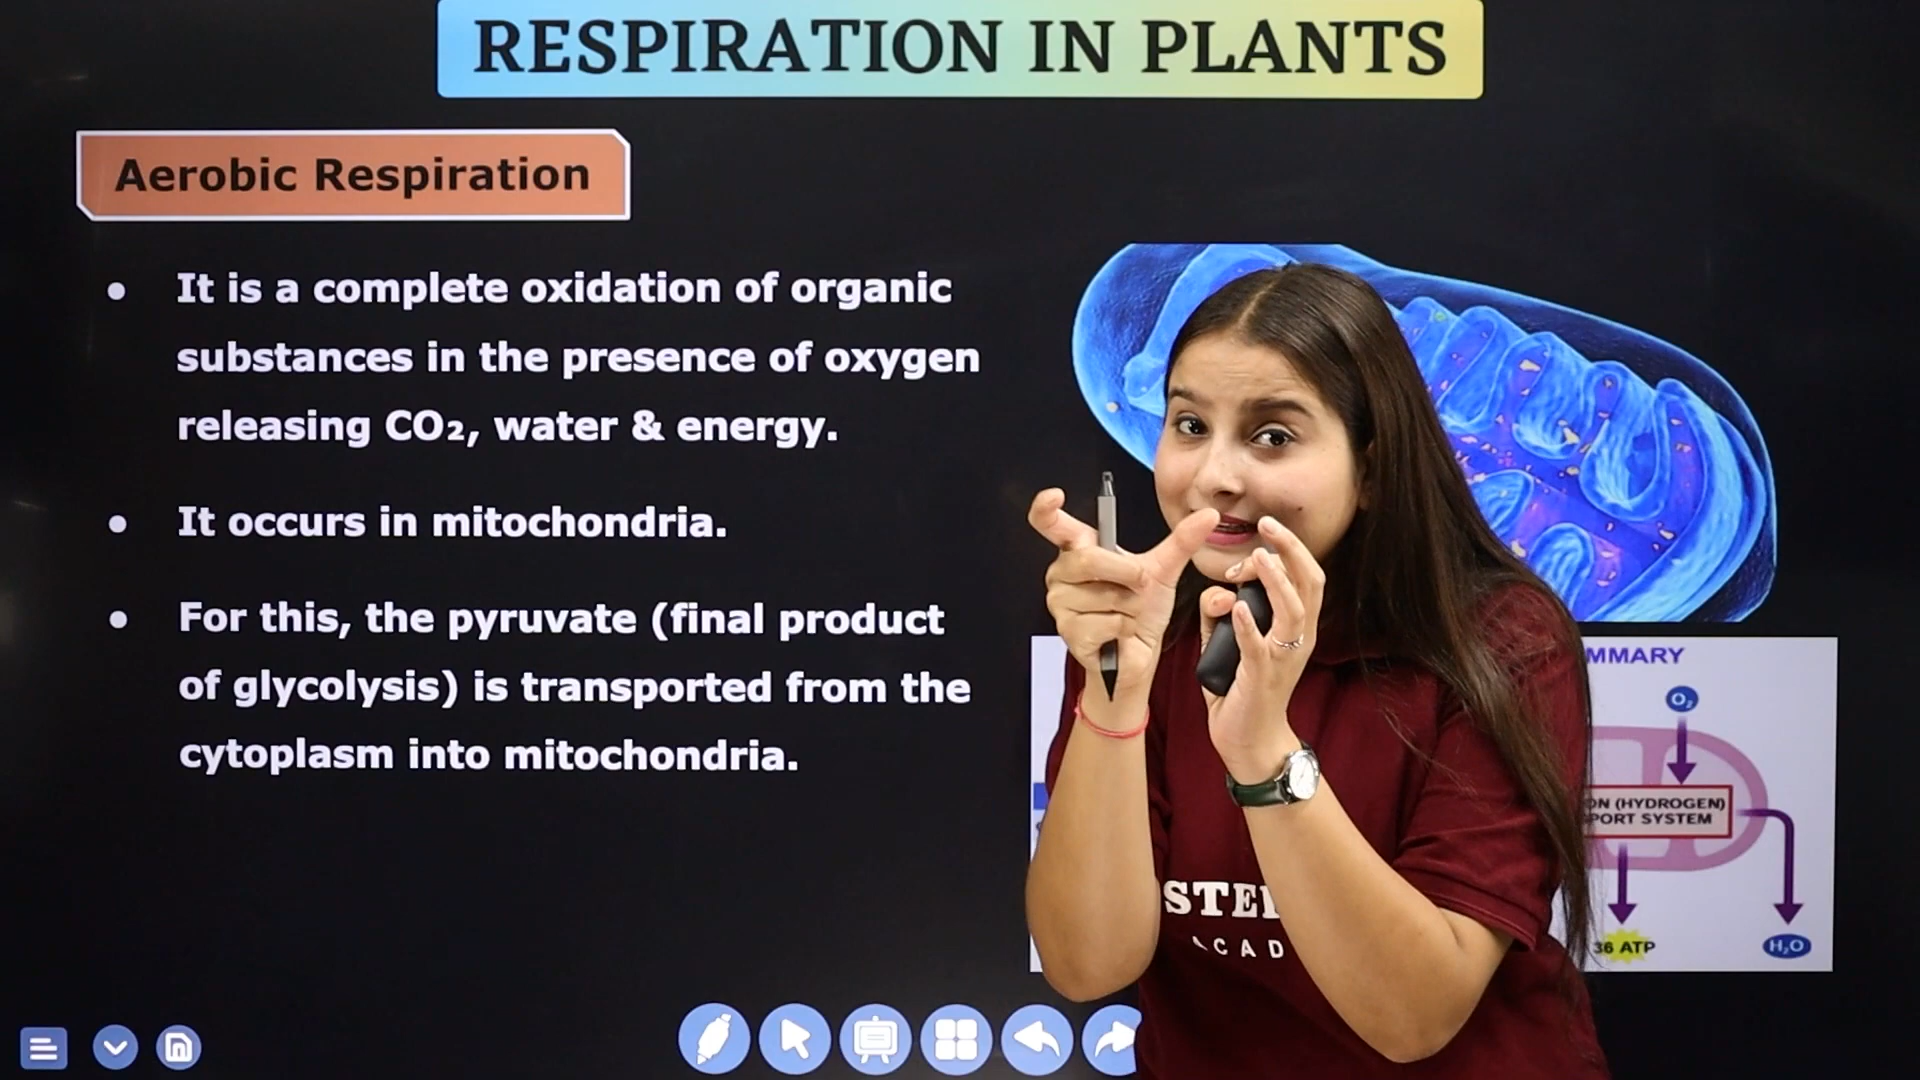 RESPIRATION IN PLANTS
Aerobic Respiration
• It is a complete oxidation of organic
substances in the presence of oxygen
releasing CO₂, water & energy.
• It occurs in mitochondria.
• For this, the pyruvate (final product
of glycolysis) is transported from the
cytoplasm into mitochondria.
MMARY
O₂
ON (HYDROGEN)
PORT SYSTEM
36 ATP
H₂O
STE
CAD